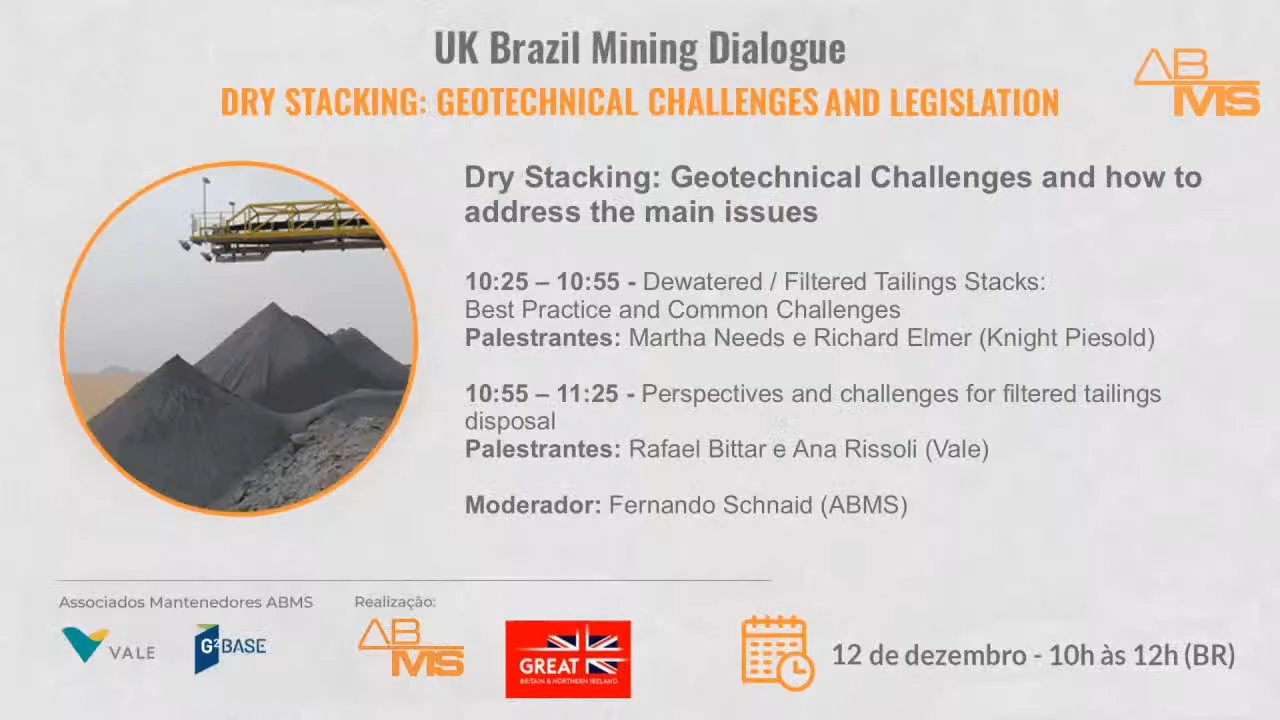 UK Brazil Mining Dialogue
DRY STACKING: GEOTECHNICAL CHALLENGES AND LEGISLATION
ABMS
Dry Stacking: Geotechnical Challenges and how to
address the main issues
10:25 – 10:55 - Dewatered / Filtered Tailings Stacks:
Best Practice and Common Challenges
Palestrantes: Martha Needs e Richard Elmer (Knight Piesold)
10:55 – 11:25 - Perspectives and challenges for filtered tailings
disposal
Palestrantes: Rafael Bittar e Ana Rissoli (Vale)
Moderador: Fernando Schnaid (ABMS)
Associados Mantenedores ABMS
Realização:
VALE
G²BASE
ABMS
GREAT
BRITAIN & NORTHERN IRELAND
12 de dezembro - 10h às 12h (BR)